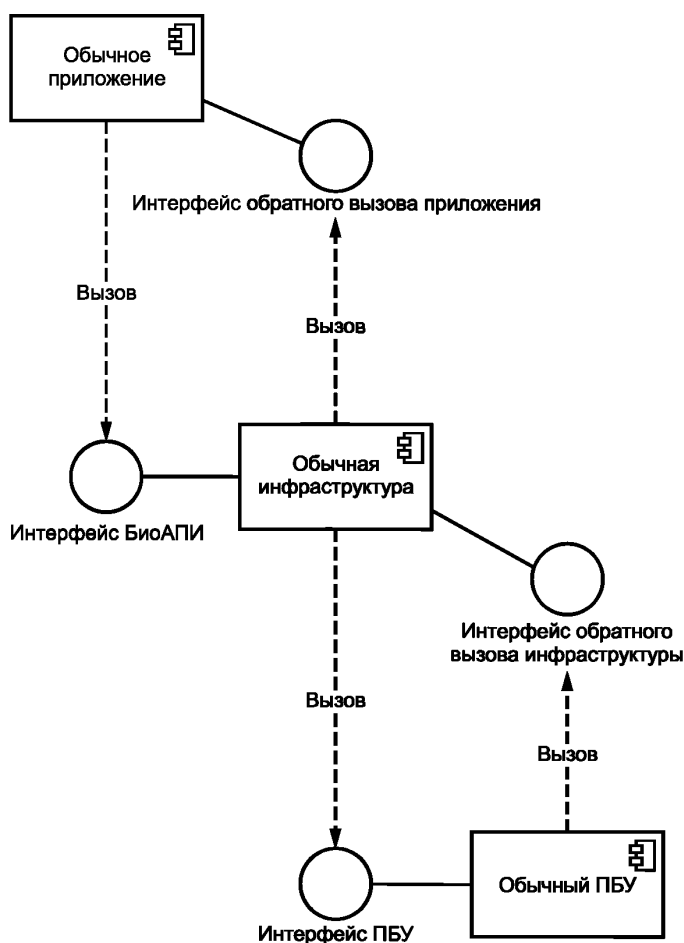 Обычное
приложение
Интерфейс обратного вызова приложения
Вызов
Вызов
Обычная
инфраструктура
Интерфейс БиоАПИ
Интерфейс обратного
вызова инфраструктуры
Вызов
Вызов
Обычный ПБУ
Интерфейс ПБУ